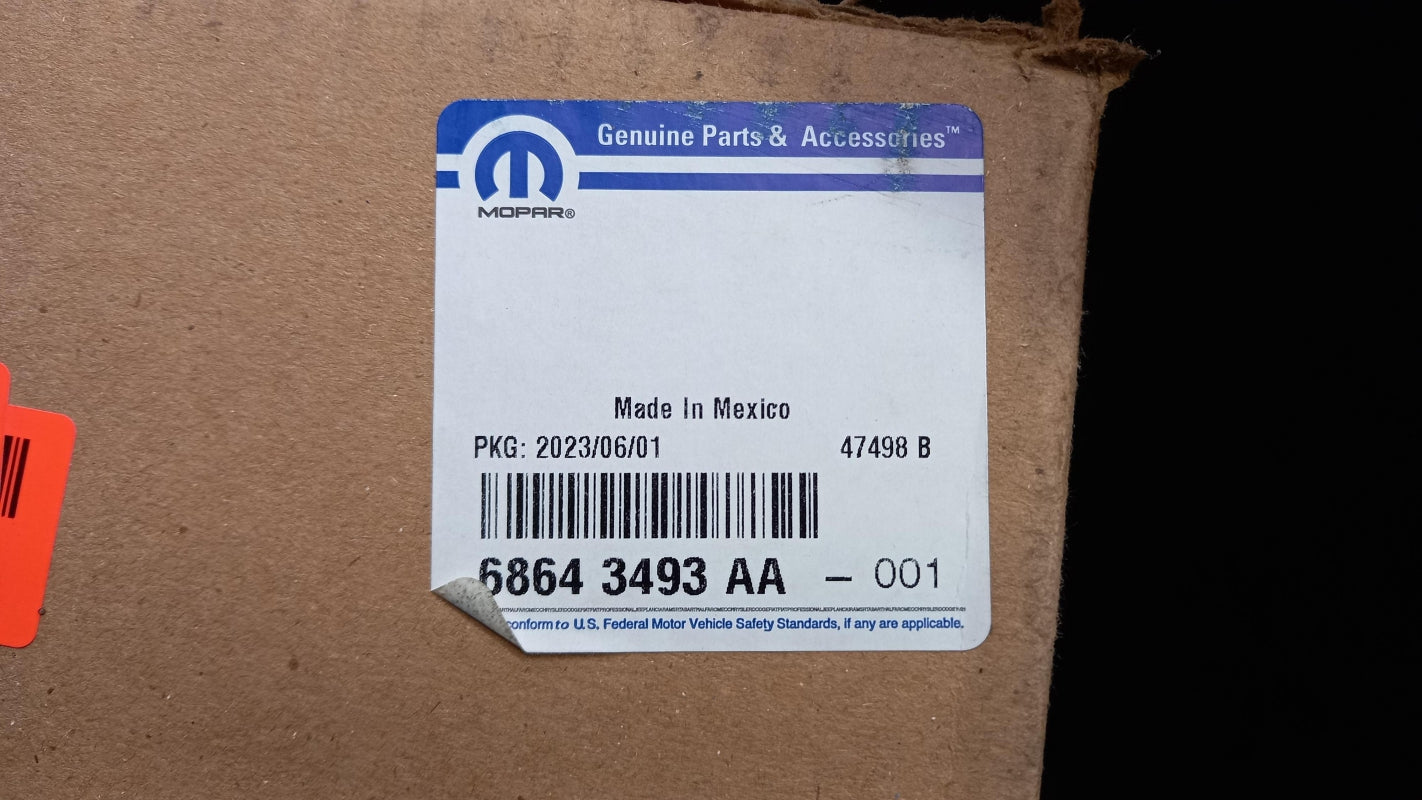 Genuine Parts & Accessories™
MOPAR®
Made In Mexico
PKG: 2023/06/01 47498 B
6864 3493 AA – 001
conform to U.S. Federal Motor Vehicle Safety Standards, if any are applicable.